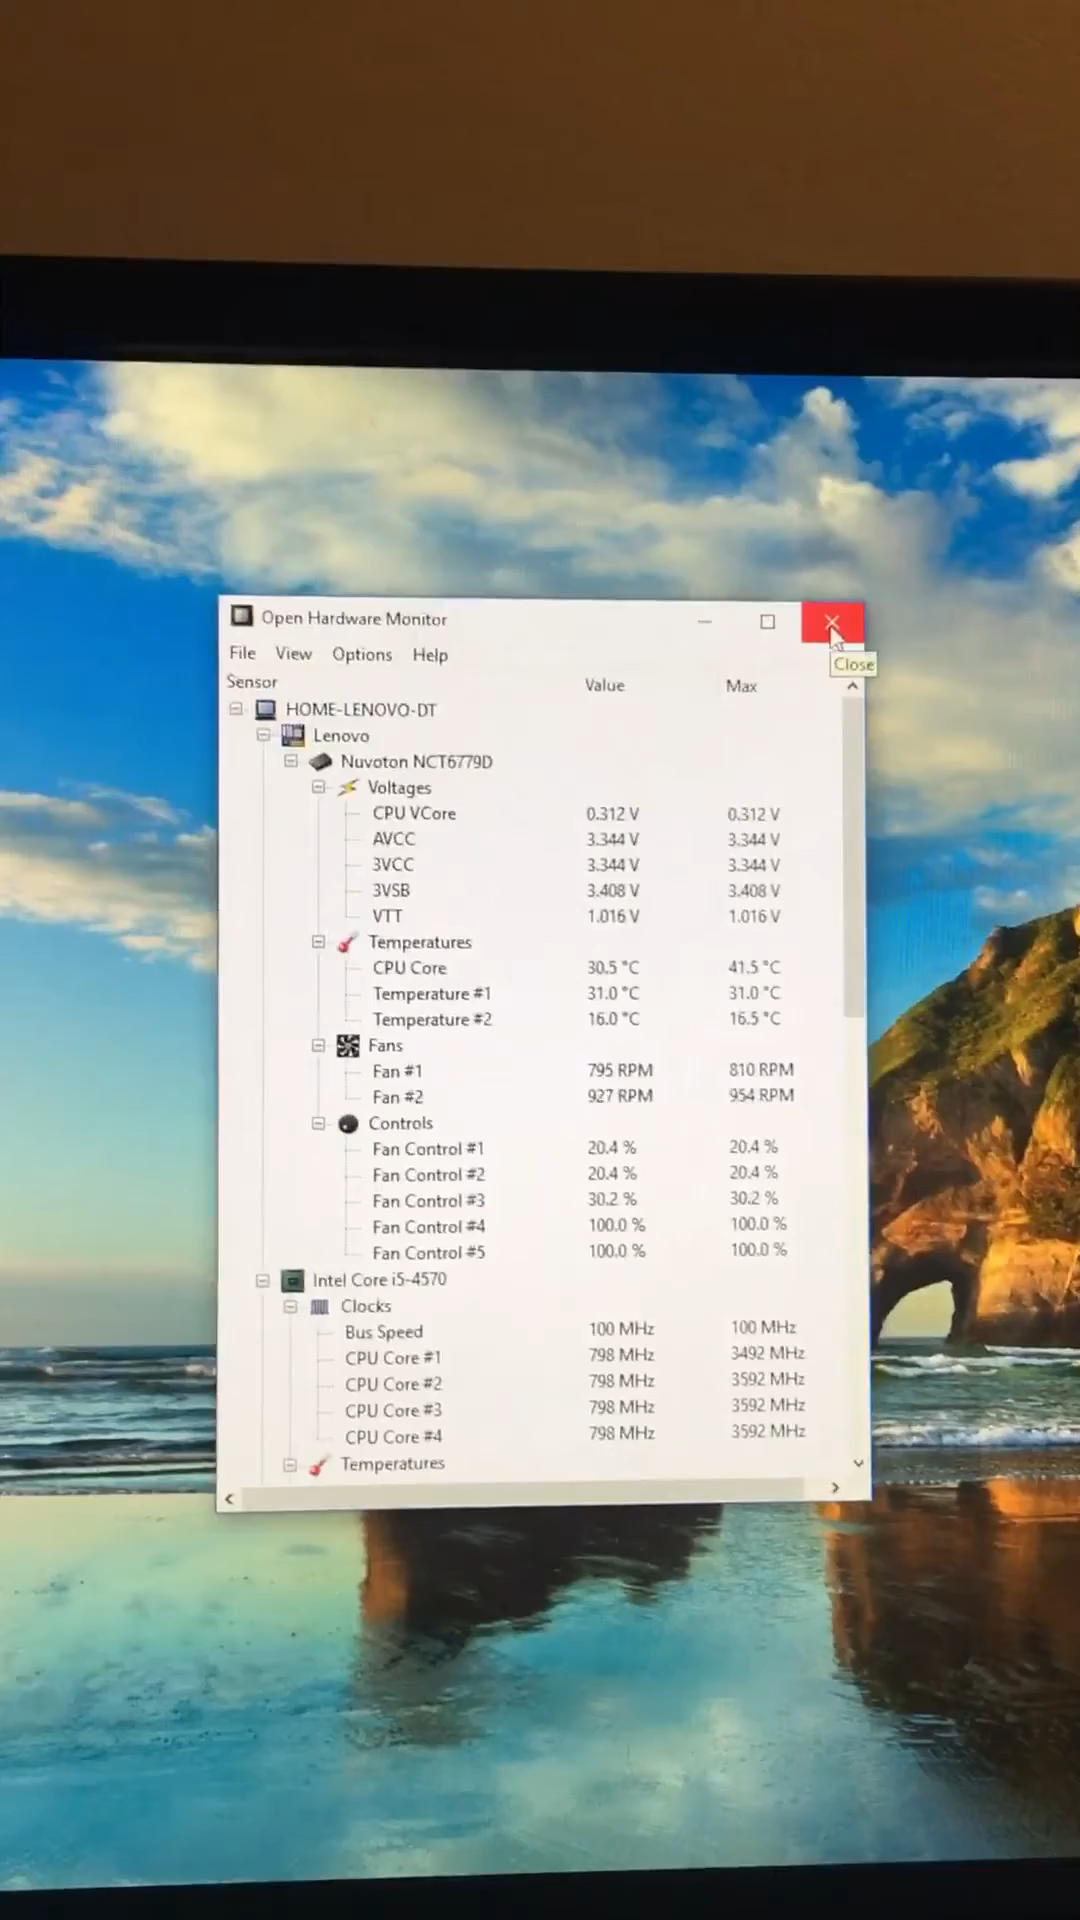 Open Hardware Monitor
Close
File View Options Help
Sensor Value Max
HOME-LENOVO-DT
Lenovo
Nuvoton NCT6779D
Voltages
CPU VCore 0.312 V 0.312 V
AVCC 3.344 V 3.344 V
3VCC 3.344 V 3.344 V
3VSB 3.408 V 3.408 V
VTT 1.016 V 1.016 V
Temperatures
CPU Core 30.5 °C 41.5 °C
Temperature #1 31.0 °C 31.0 °C
Temperature #2 16.0 °C 16.5 °C
Fans
Fan #1 795 RPM 810 RPM
Fan #2 927 RPM 954 RPM
Controls
Fan Control #1 20.4 % 20.4 %
Fan Control #2 20.4 % 20.4 %
Fan Control #3 30.2 % 30.2 %
Fan Control #4 100.0 % 100.0 %
Fan Control #5 100.0 % 100.0 %
Intel Core i5-4570
Clocks
Bus Speed 100 MHz 100 MHz
CPU Core #1 798 MHz 3492 MHz
CPU Core #2 798 MHz 3592 MHz
CPU Core #3 798 MHz 3592 MHz
CPU Core #4 798 MHz 3592 MHz
Temperatures